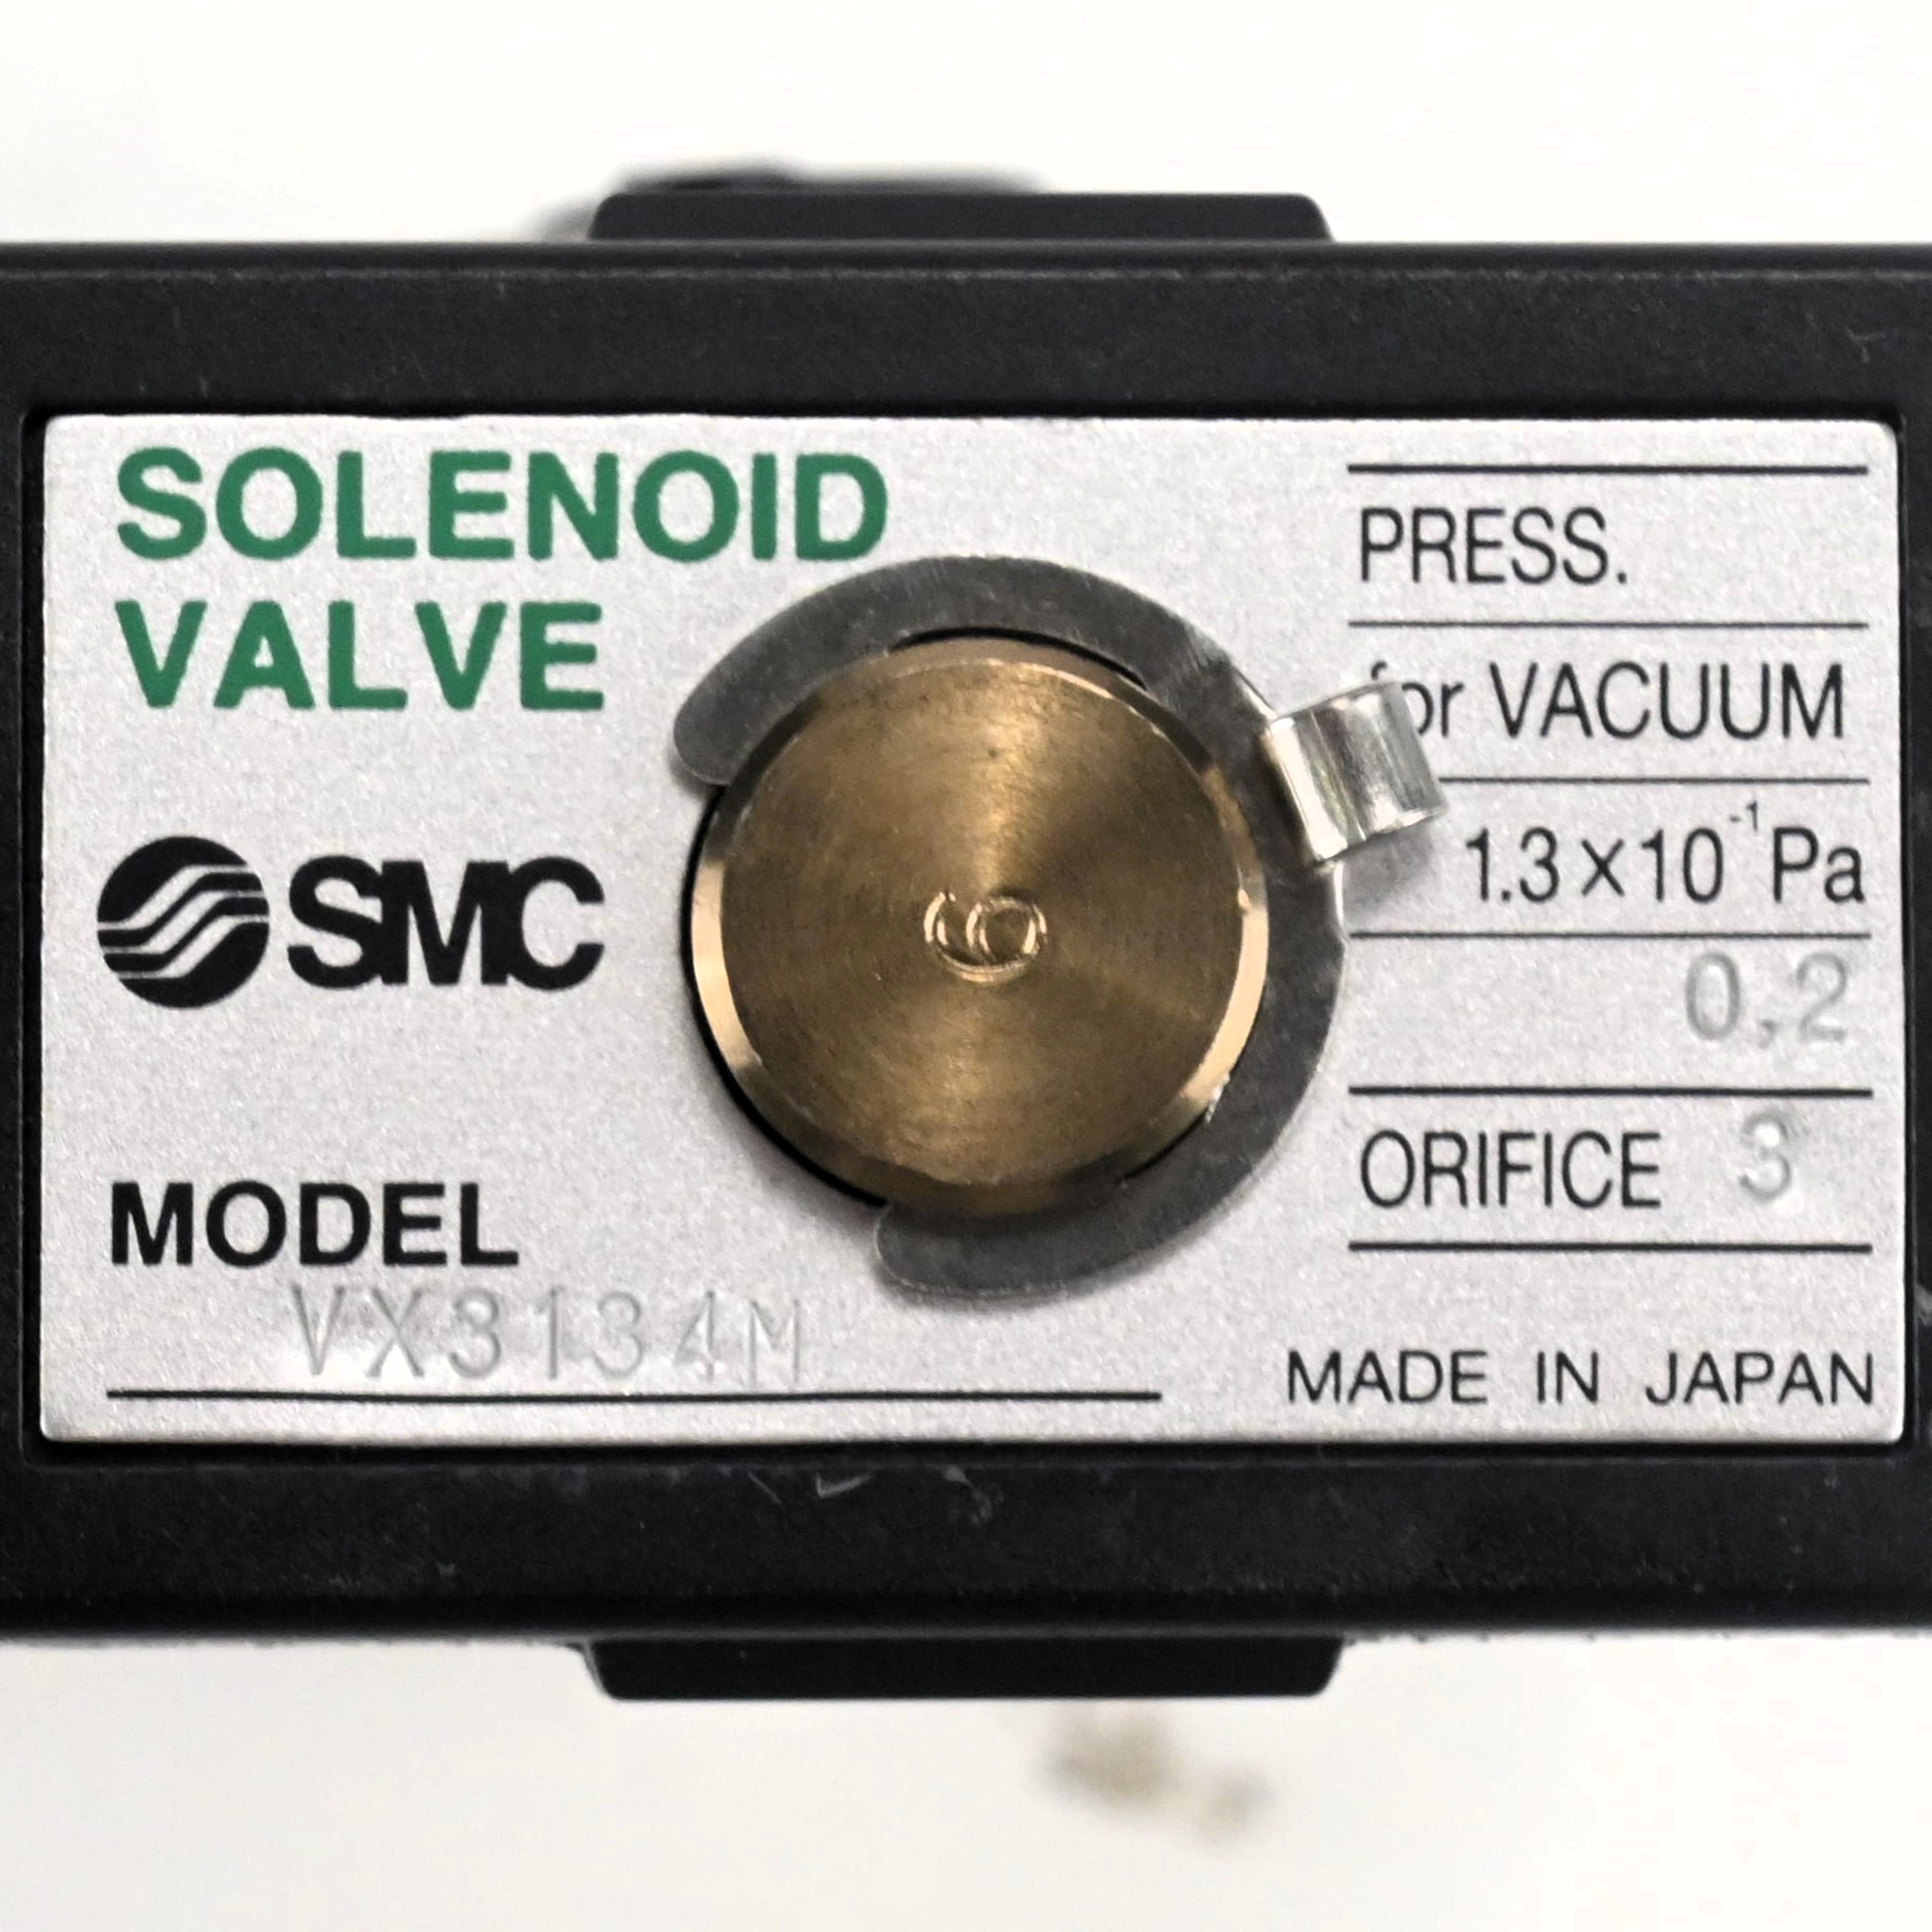 SOLENOID
VALVE
SMC
MODEL
VX3134M
PRESS.
for VACUUM
1.3×10⁻¹Pa
0.2
ORIFICE 3
MADE IN JAPAN